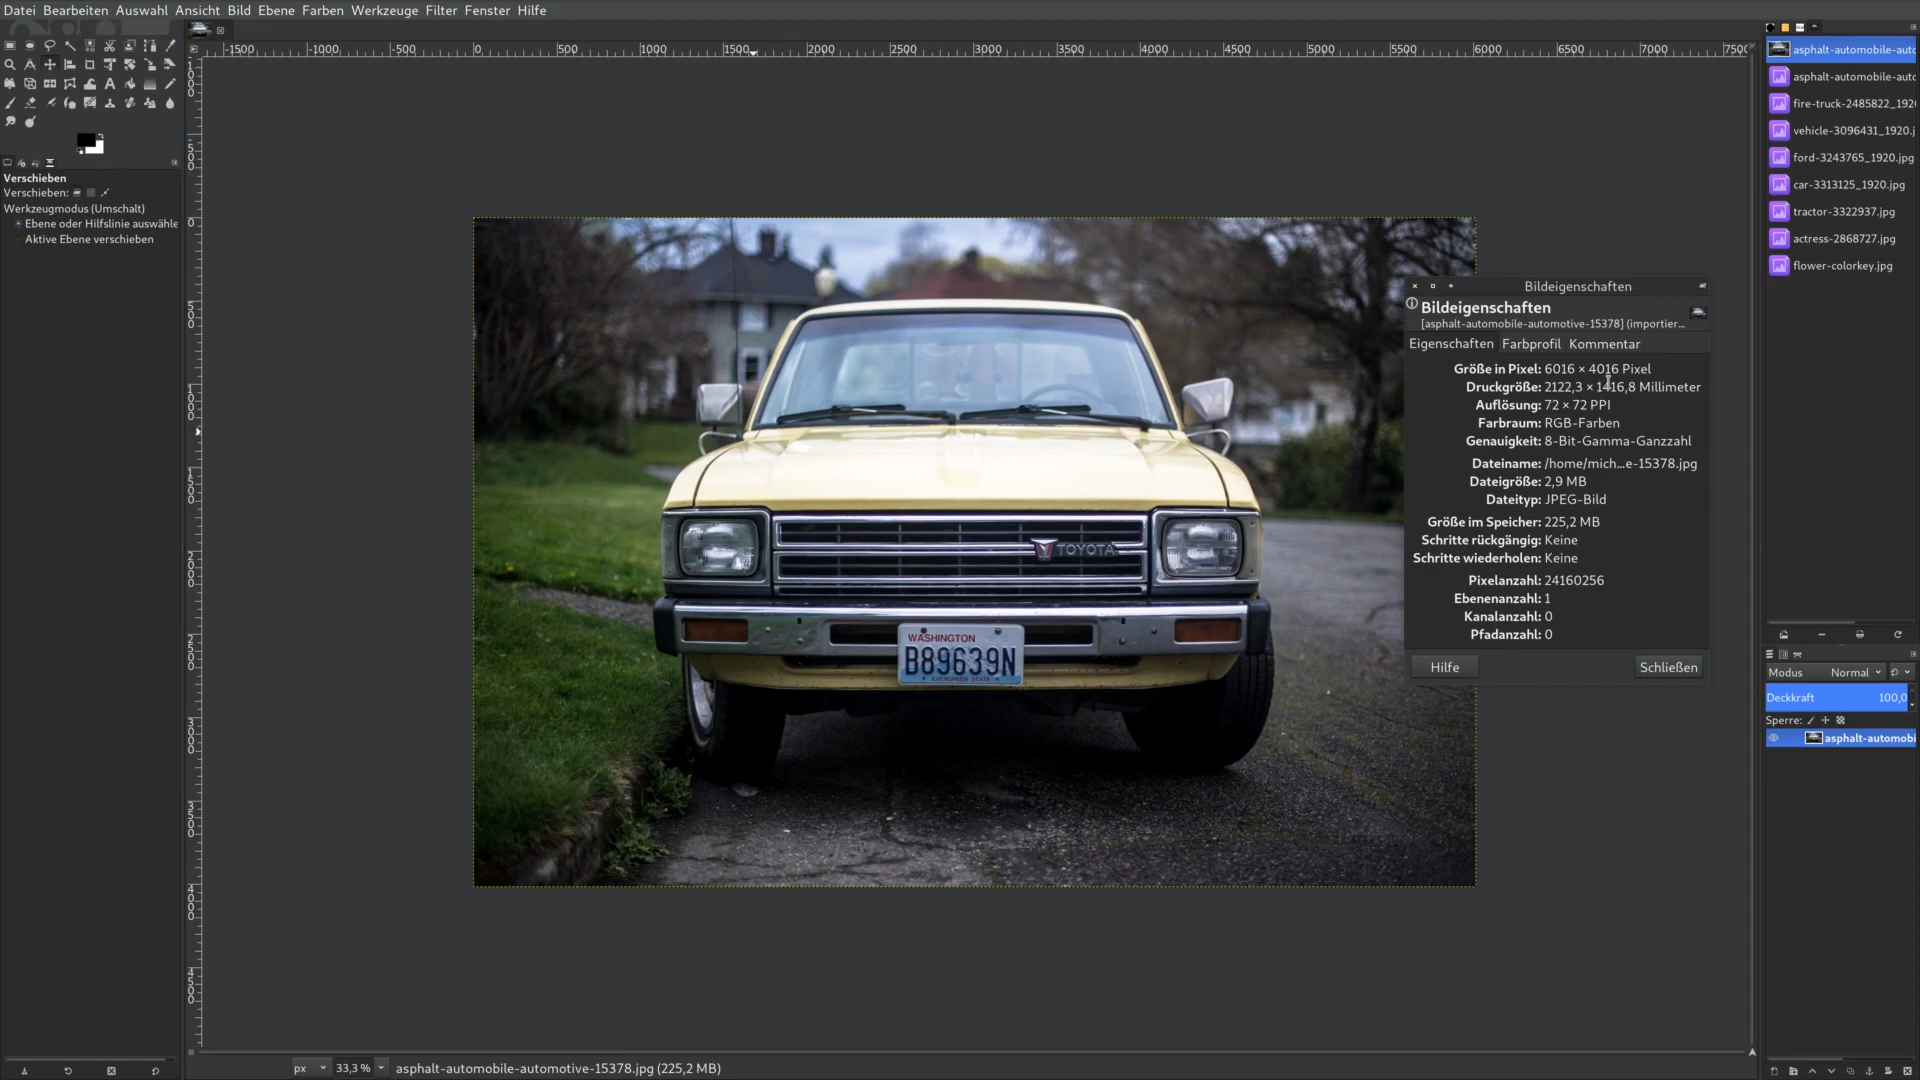 Datei Bearbeiten Auswahl Ansicht Bild Ebene Farben Werkzeuge Filter Fenster Hilfe
-1500 -1000 -500 0 500 1000 1500 2000 2500 3000 3500 4000 4500 5000 5500 6000 6500 7000 7500
Verschieben
Verschieben:
Werkzeugmodus (Umschalt)
Ebene oder Hilfslinie auswähle
Aktive Ebene verschieben
TOYOTA
WASHINGTON
B89639N
EVERGREEN STATE
Bildeigenschaften
Bildeigenschaften
[asphalt-automobile-automotive-15378] (importier...
Eigenschaften Farbprofil Kommentar
Größe in Pixel: 6016 × 4016 Pixel
Druckgröße: 2122,3 × 1416,8 Millimeter
Auflösung: 72 × 72 PPI
Farbraum: RGB-Farben
Genauigkeit: 8-Bit-Gamma-Ganzzahl
Dateiname: /home/mich...e-15378.jpg
Dateigröße: 2,9 MB
Dateityp: JPEG-Bild
Größe im Speicher: 225,2 MB
Schritte rückgängig: Keine
Schritte wiederholen: Keine
Pixelanzahl: 24160256
Ebenenanzahl: 1
Kanalanzahl: 0
Pfadanzahl: 0
Hilfe Schließen
asphalt-automobile-auto
asphalt-automobile-auto
fire-truck-2485822_192
vehicle-3096431_1920.j
ford-3243765_1920.jpg
car-3313125_1920.jpg
tractor-3322937.jpg
actress-2868727.jpg
flower-colorkey.jpg
Modus Normal
Deckkraft 100,0
Sperre:
asphalt-automobi
px 33,3 % asphalt-automobile-automotive-15378.jpg (225,2 MB)